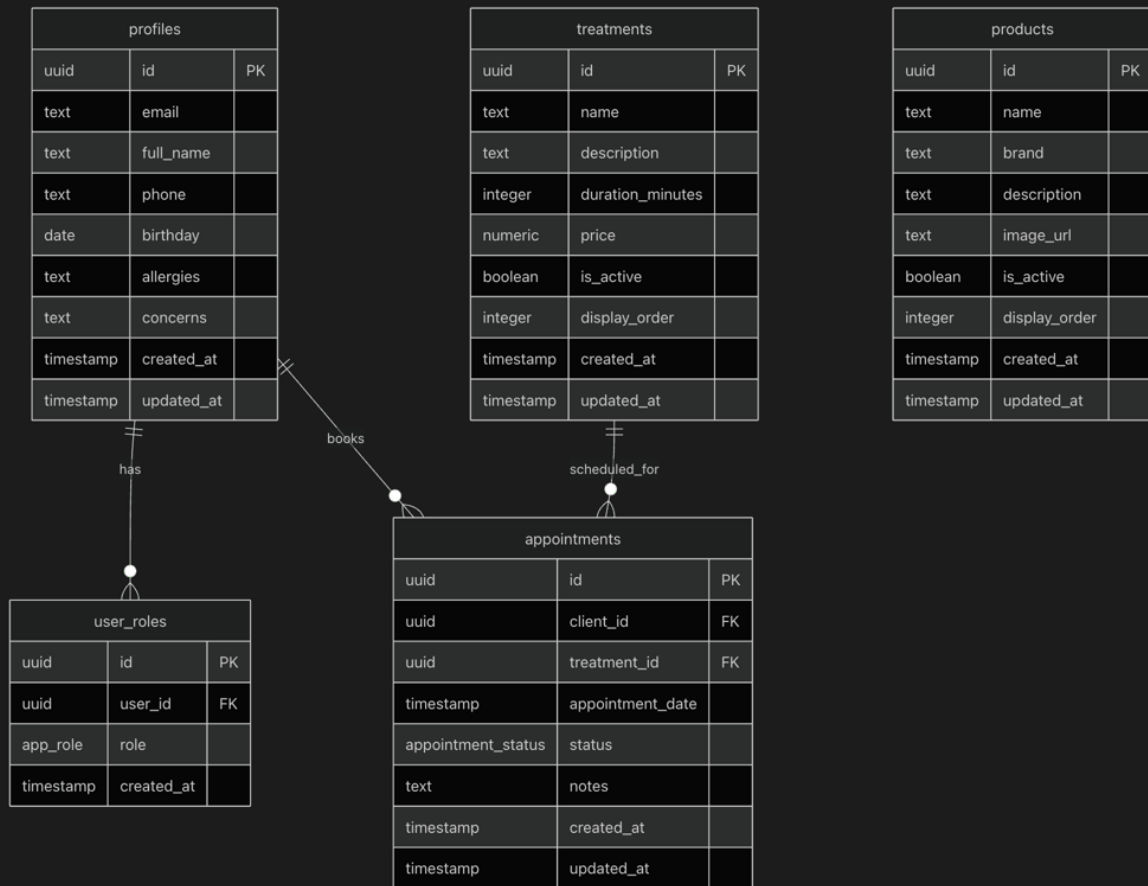 profiles
uuid id PK
text email
text full_name
text phone
date birthday
text allergies
text concerns
timestamp created_at
timestamp updated_at
treatments
uuid id PK
text name
text description
integer duration_minutes
numeric price
boolean is_active
integer display_order
timestamp created_at
timestamp updated_at
products
uuid id PK
text name
text brand
text description
text image_url
boolean is_active
integer display_order
timestamp created_at
timestamp updated_at
books
has
scheduled_for
user_roles
uuid id PK
uuid user_id FK
app_role role
timestamp created_at
appointments
uuid id PK
uuid client_id FK
uuid treatment_id FK
timestamp appointment_date
appointment_status status
text notes
timestamp created_at
timestamp updated_at